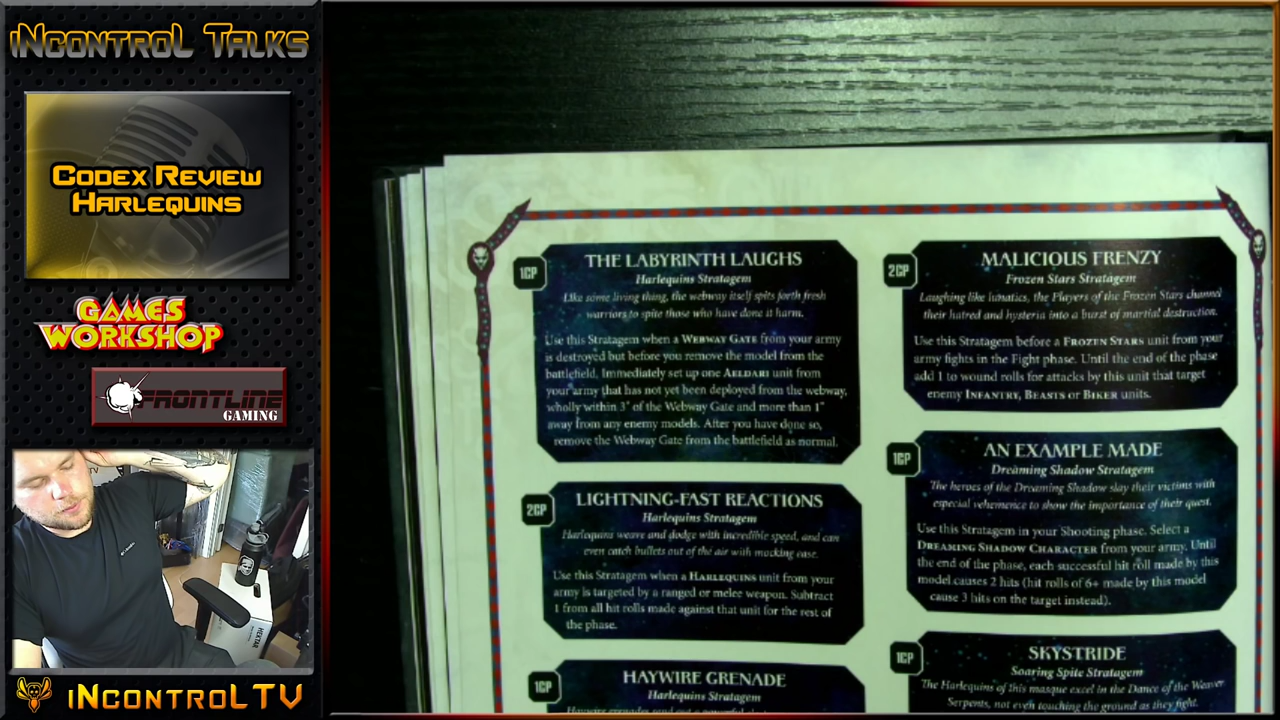 iNcontroL Talks
Codex Review
Harlequins
GAMES
WORKSHOP
FRONTLINE
GAMING
iNcontroLTV
1CP
THE LABYRINTH LAUGHS
Harlequins Stratagem
Like some living thing, the webway itself spits forth fresh
warriors to spite those who have done it harm.
Use this Stratagem when a WEBWAY GATE from your army
is destroyed but before you remove the model from the
battlefield. Immediately set up one AELDARI unit from
your army that has not yet been deployed from the webway,
wholly within 3" of the Webway Gate and more than 1"
away from any enemy models. After you have done so,
remove the Webway Gate from the battlefield as normal.
2CP
LIGHTNING-FAST REACTIONS
Harlequins Stratagem
Harlequins weave and dodge with incredible speed, and can
even catch bullets out of the air with mocking ease.
Use this Stratagem when a HARLEQUINS unit from your
army is targeted by a ranged or melee weapon. Subtract
1 from all hit rolls made against that unit for the rest of
the phase.
1CP
HAYWIRE GRENADE
Harlequins Stratagem
2CP
MALICIOUS FRENZY
Frozen Stars Stratagem
Laughing like lunatics, the Players of the Frozen Stars channel
their hatred and hysteria into a burst of martial destruction.
Use this Stratagem before a FROZEN STARS unit from your
army fights in the Fight phase. Until the end of the phase
add 1 to wound rolls for attacks by this unit that target
enemy INFANTRY, BEASTS or BIKER units.
1CP
AN EXAMPLE MADE
Dreaming Shadow Stratagem
The heroes of the Dreaming Shadow slay their victims with
especial vehemence to show the importance of their quest.
Use this Stratagem in your Shooting phase. Select a
DREAMING SHADOW CHARACTER from your army. Until
the end of the phase, each successful hit roll made by this
model causes 2 hits (hit rolls of 6+ made by this model
cause 3 hits on the target instead).
1CP
SKYSTRIDE
Soaring Spite Stratagem
The Harlequins of this masque excel in the Dance of the Weaver
Serpents, not even touching the ground as they fight.